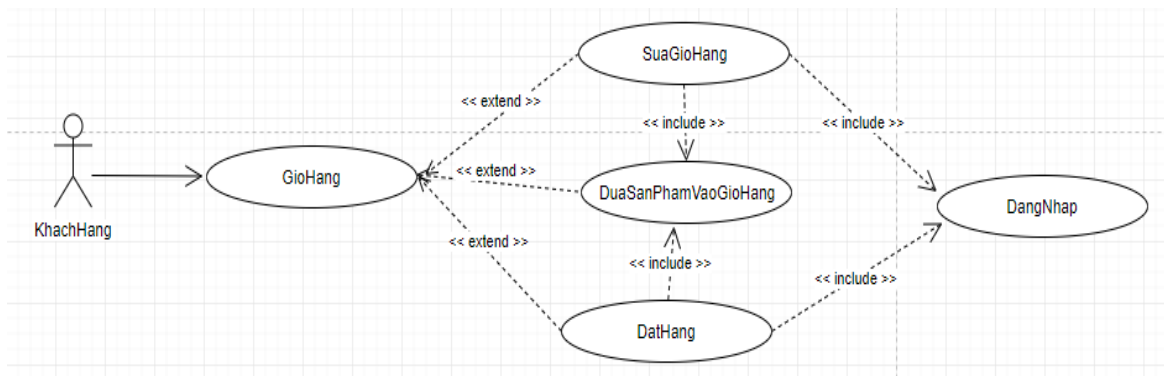 SuaGioHang
<< extend >>
<< include >>
<< include >>
GioHang
<< extend >>
DuaSanPhamVaoGioHang
DangNhap
KhachHang
<< extend >>
<< include >>
<< include >>
DatHang